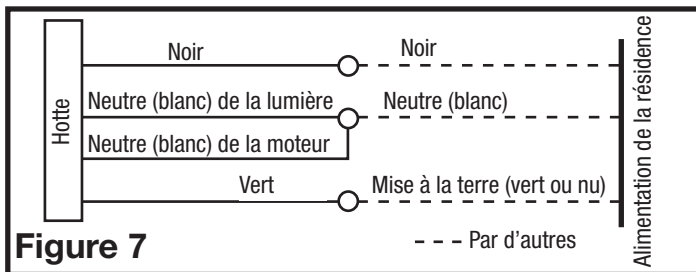 Hotte
Noir
Noir
Neutre (blanc) de la lumière
Neutre (blanc)
Neutre (blanc) de la moteur
Vert
Mise à la terre (vert ou nu)
Alimentation de la résidence
Par d'autres
Figure 7